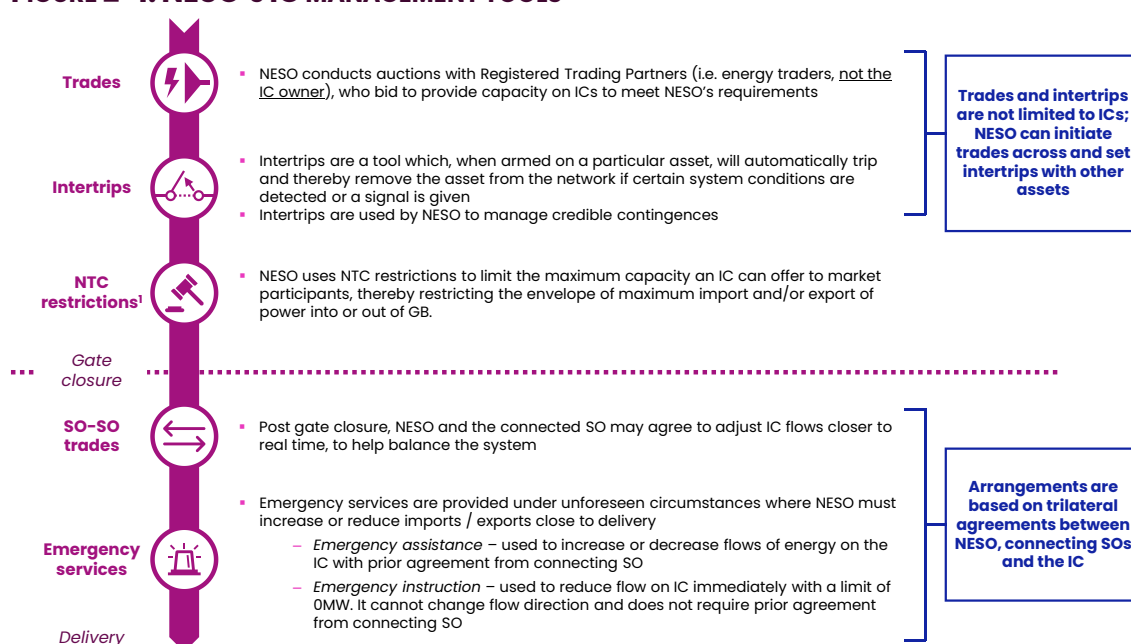 Trades
NESO conducts auctions with Registered Trading Partners (i.e. energy traders, not the
IC owner), who bid to provide capacity on ICs to meet NESO's requirements
Trades and intertrips
are not limited to ICs;
NESO can initiate
trades across and set
intertrips with other
assets
Intertrips
Intertrips are a tool which, when armed on a particular asset, will automatically trip
and thereby remove the asset from the network if certain system conditions are
detected or a signal is given
Intertrips are used by NESO to manage credible contingences
NTC
restrictions¹
NESO uses NTC restrictions to limit the maximum capacity an IC can offer to market
participants, thereby restricting the envelope of maximum import and/or export of
power into or out of GB.
Gate
closure
SO-SO
trades
Post gate closure, NESO and the connected SO may agree to adjust IC flows closer to
real time, to help balance the system
Emergency
services
Emergency services are provided under unforeseen circumstances where NESO must
increase or reduce imports / exports close to delivery
– Emergency assistance – used to increase or decrease flows of energy on the
IC with prior agreement from connecting SO
– Emergency instruction – used to reduce flow on IC immediately with a limit of
0MW. It cannot change flow direction and does not require prior agreement
from connecting SO
Arrangements are
based on trilateral
agreements between
NESO, connecting SOs
and the IC
Delivery